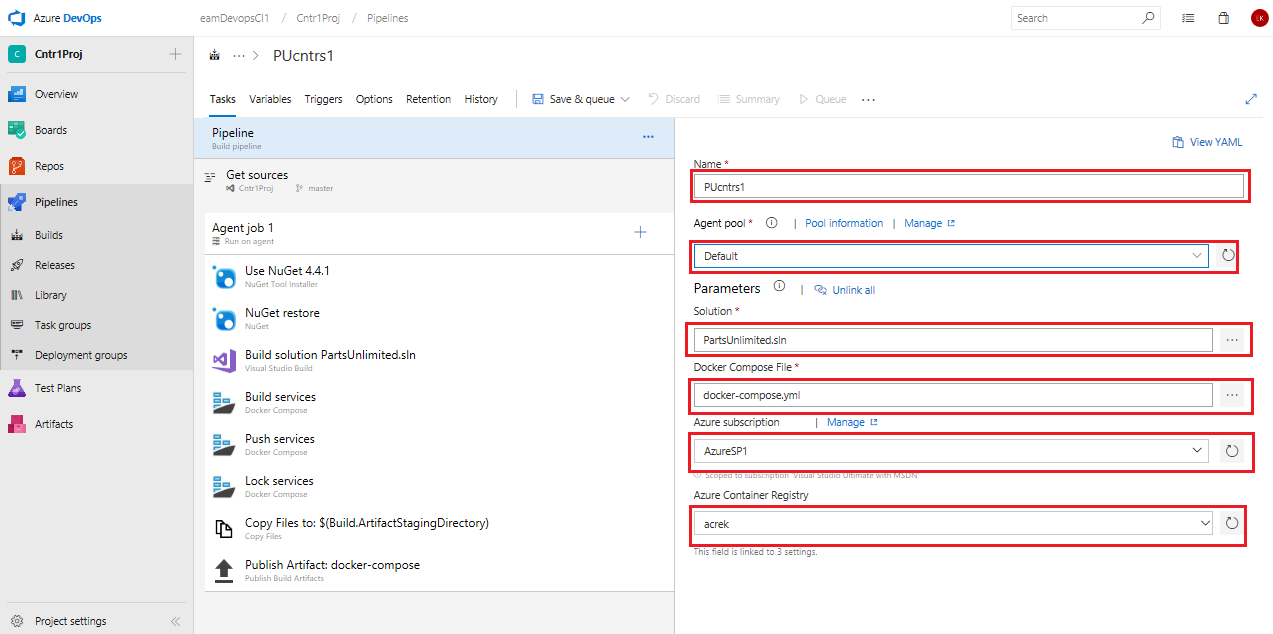 Azure DevOps
eamDevopsCI1 / Cntr1Proj / Pipelines
Search
EK
C Cntr1Proj
Overview
Boards
Repos
Pipelines
Builds
Releases
Library
Task groups
Deployment groups
Test Plans
Artifacts
Project settings
··· > PUcntrs1
Tasks Variables Triggers Options Retention History | Save & queue Discard Summary Queue ···
Pipeline ···
Build pipeline
Get sources
Cntr1Proj master
Agent job 1
Run on agent
Use NuGet 4.4.1
NuGet Tool Installer
NuGet restore
NuGet
Build solution PartsUnlimited.sln
Visual Studio Build
Build services
Docker Compose
Push services
Docker Compose
Lock services
Docker Compose
Copy Files to: $(Build.ArtifactStagingDirectory)
Copy Files
Publish Artifact: docker-compose
Publish Build Artifacts
View YAML
Name *
PUcntrs1
Agent pool * | Pool information | Manage
Default
Parameters | Unlink all
Solution *
PartsUnlimited.sln ···
Docker Compose File *
docker-compose.yml ···
Azure subscription | Manage
AzureSP1
Scoped to subscription 'Visual Studio Ultimate with MSDN'
Azure Container Registry
acrek
This field is linked to 3 settings.